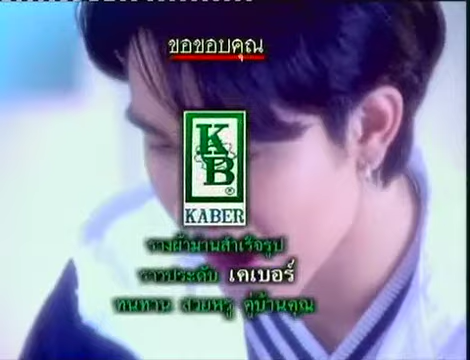 ขอขอบคุณ
KB®
KABER
รางผ้าม่านสำเร็จรูป
ราวประดับ เคเบอร์
ทนทาน สวยหรู คู่บ้านคุณ